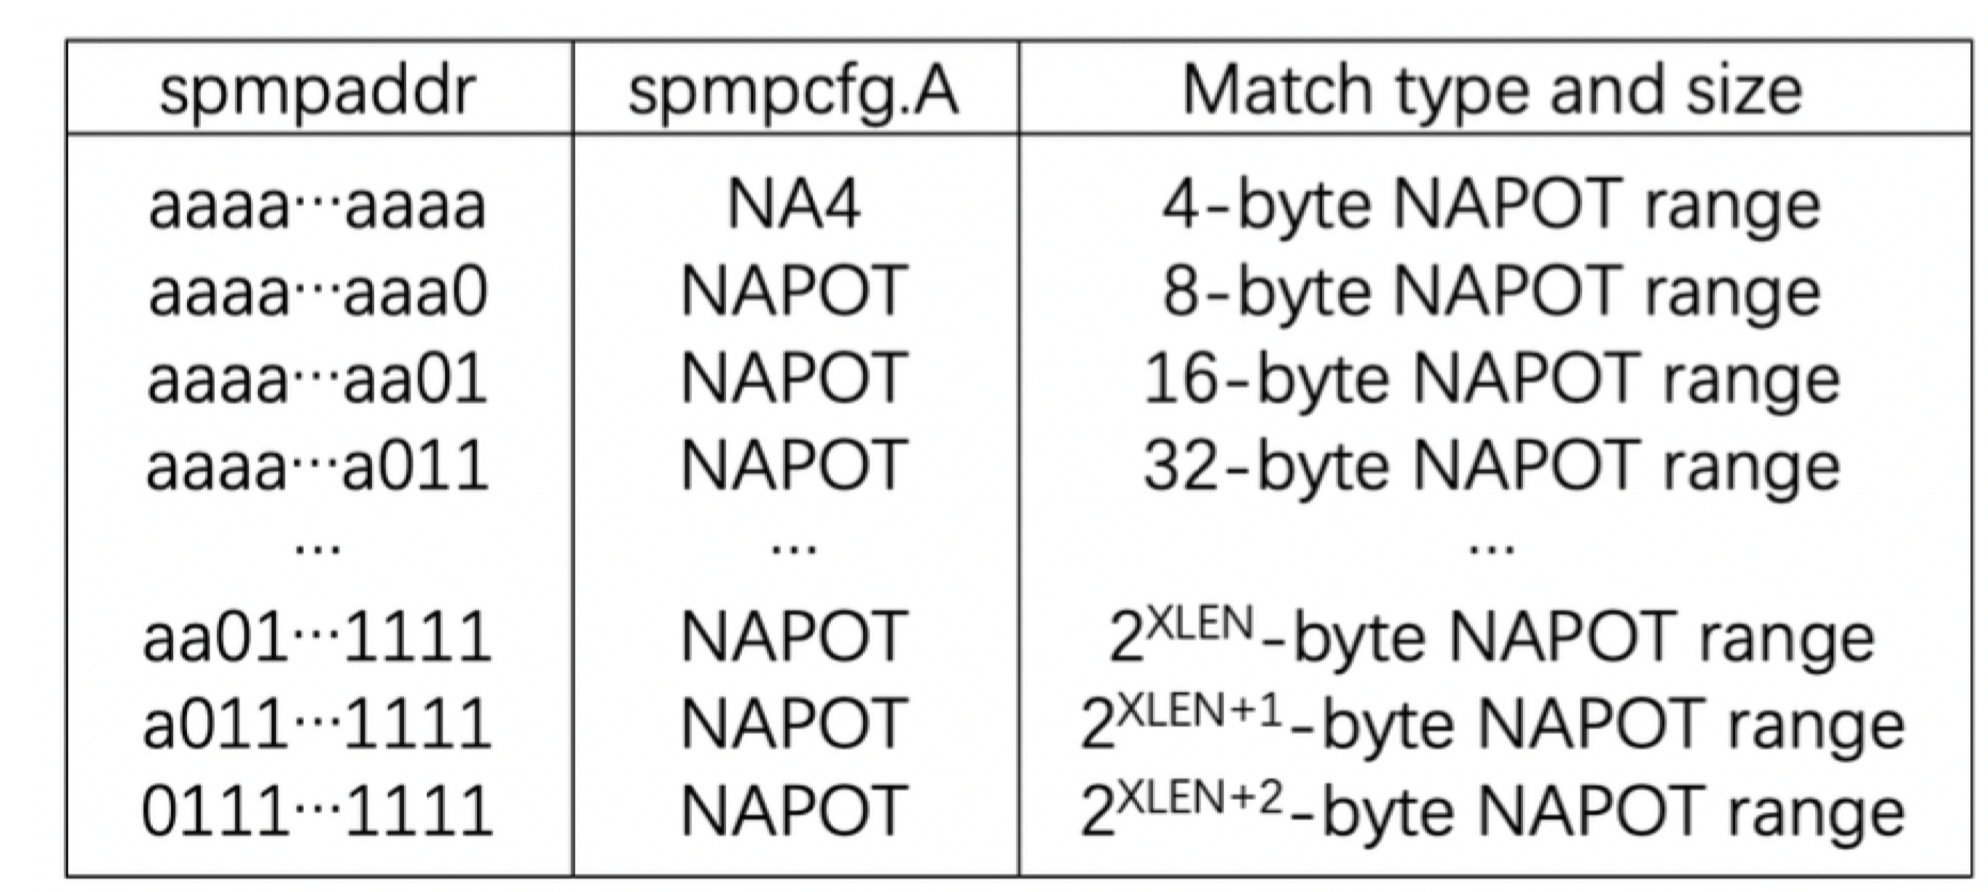 spmpaddr spmpcfg.A Match type and size
aaaa···aaaa NA4 4-byte NAPOT range
aaaa···aaa0 NAPOT 8-byte NAPOT range
aaaa···aa01 NAPOT 16-byte NAPOT range
aaaa···a011 NAPOT 32-byte NAPOT range
... ... ...
aa01···1111 NAPOT 2^XLEN-byte NAPOT range
a011···1111 NAPOT 2^XLEN+1-byte NAPOT range
0111···1111 NAPOT 2^XLEN+2-byte NAPOT range